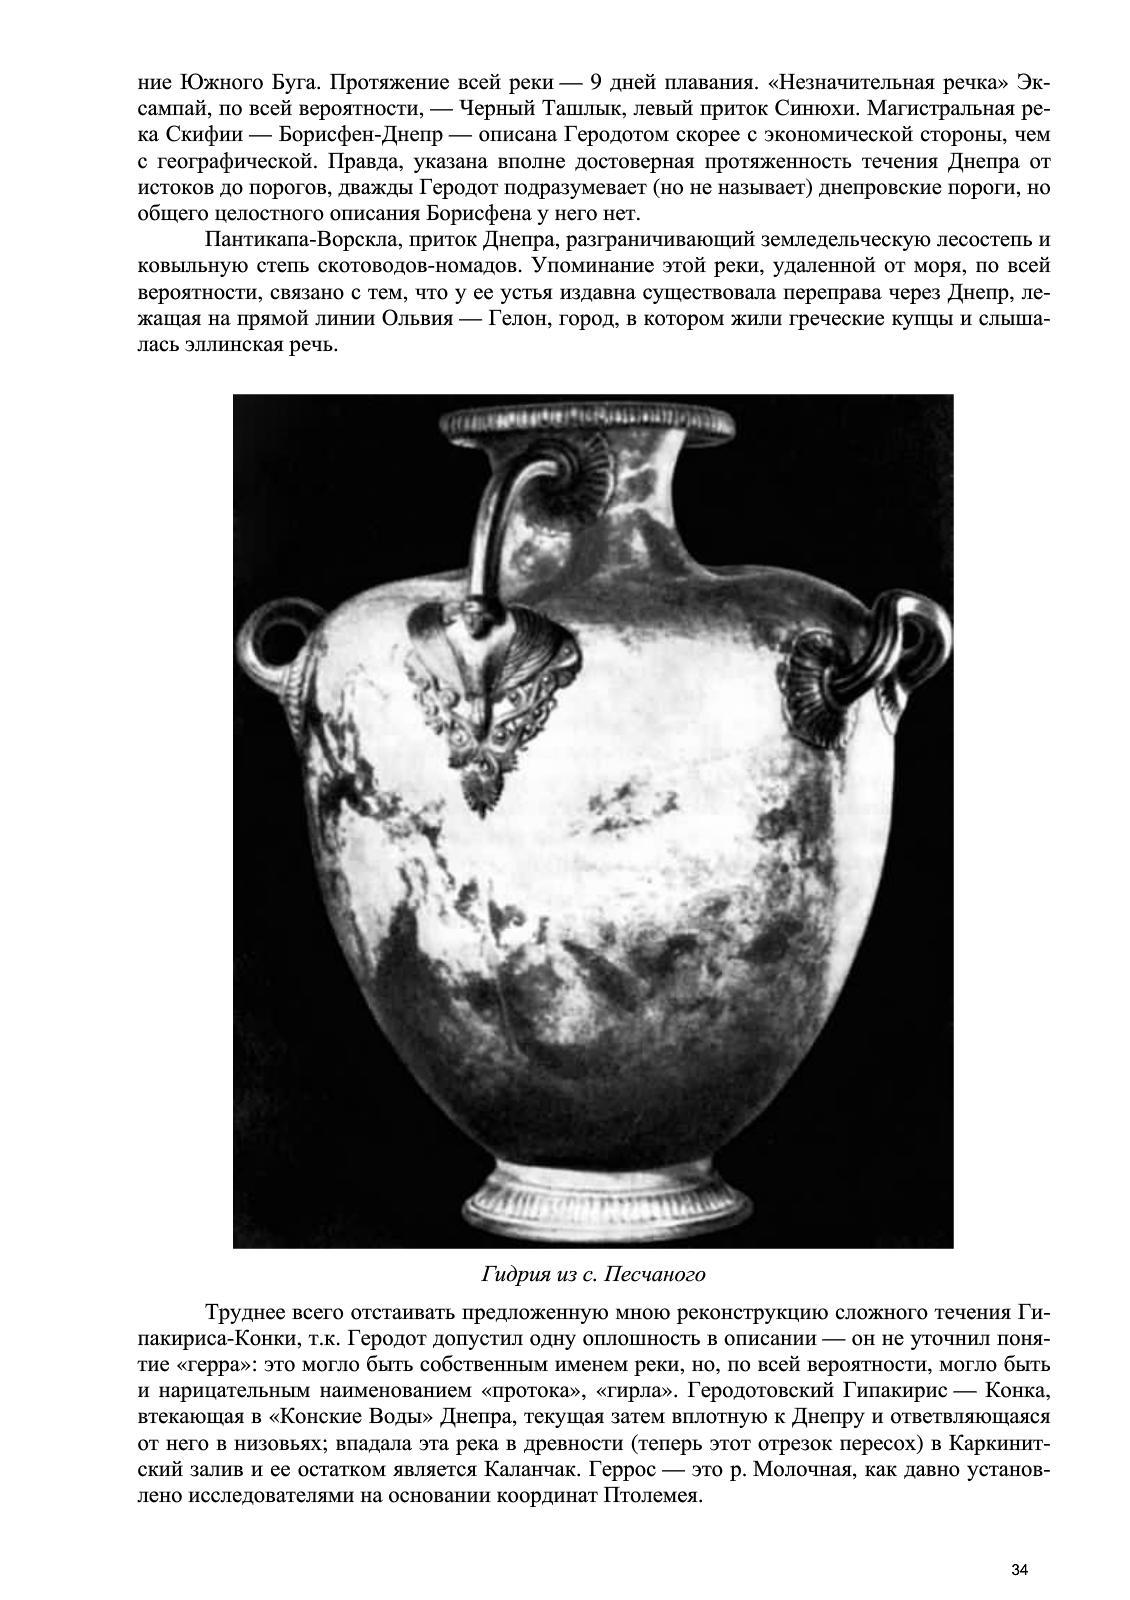 ние Южного Буга. Протяжение всей реки — 9 дней плавания. «Незначительная речка» Эк-
сампай, по всей вероятности, — Черный Ташлык, левый приток Синюхи. Магистральная ре-
ка Скифии — Борисфен-Днепр — описана Геродотом скорее с экономической стороны, чем
с географической. Правда, указана вполне достоверная протяженность течения Днепра от
истоков до порогов, дважды Геродот подразумевает (но не называет) днепровские пороги, но
общего целостного описания Борисфена у него нет.
Пантикапа-Ворскла, приток Днепра, разграничивающий земледельческую лесостепь и
ковыльную степь скотоводов-номадов. Упоминание этой реки, удаленной от моря, по всей
вероятности, связано с тем, что у ее устья издавна существовала переправа через Днепр, ле-
жащая на прямой линии Ольвия — Гелон, город, в котором жили греческие купцы и слыша-
лась эллинская речь.
Гидрия из с. Песчаного
Труднее всего отстаивать предложенную мною реконструкцию сложного течения Ги-
пакириса-Конки, т.к. Геродот допустил одну оплошность в описании — он не уточнил поня-
тие «герра»: это могло быть собственным именем реки, но, по всей вероятности, могло быть
и нарицательным наименованием «протока», «гирла». Геродотовский Гипакирис — Конка,
втекающая в «Конские Воды» Днепра, текущая затем вплотную к Днепру и ответвляющаяся
от него в низовьях; впадала эта река в древности (теперь этот отрезок пересох) в Каркинит-
ский залив и ее остатком является Каланчак. Геррос — это р. Молочная, как давно установ-
лено исследователями на основании координат Птолемея.
34